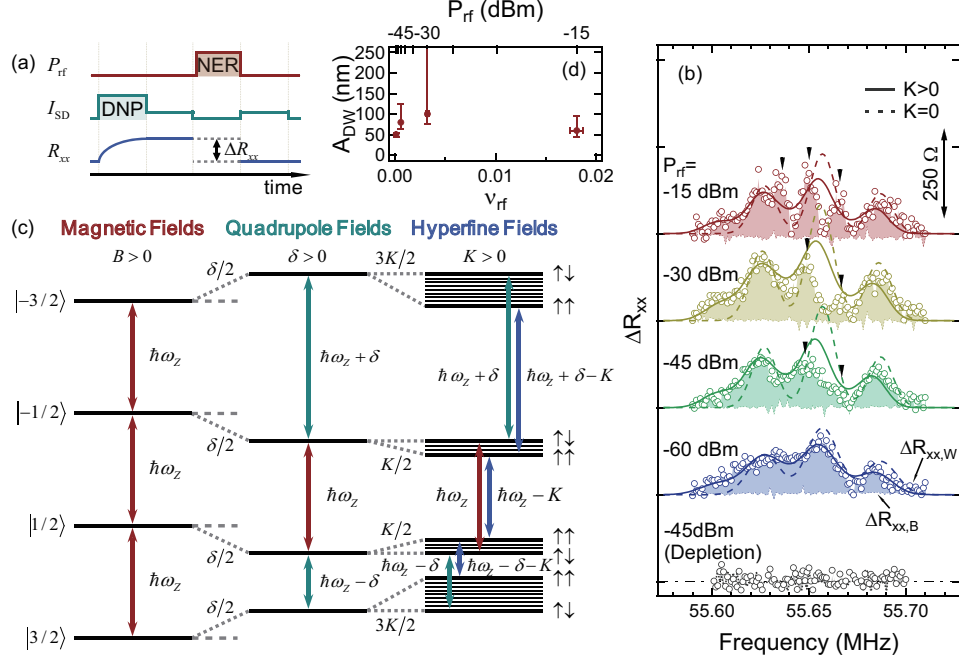 (a)
P_rf
NER
I_SD
DNP
R_xx
ΔR_xx
time
P_rf (dBm)
-45 -30 -15
(d)
A_DW (nm)
250
200
150
100
50
0
0.00 0.01 0.02
ν_rf
(b)
K>0
K=0
250 Ω
P_rf=
-15 dBm
-30 dBm
-45 dBm
-60 dBm
ΔR_xx,W
ΔR_xx,B
-45dBm
(Depletion)
ΔR_xx
55.60 55.66 55.70
Frequency (MHz)
(c)
Magnetic Fields Quadrupole Fields Hyperfine Fields
B > 0 δ > 0 K > 0
δ/2 3K/2 ↑↓
|−3/2⟩ ↑↑
ħω_Z ħω_Z + δ ħω_Z + δ ħω_Z + δ − K
|−1/2⟩ δ/2 K/2 ↑↓
↑↑
ħω_Z ħω_Z ħω_Z ħω_Z − K
|1/2⟩ δ/2 K/2 ↑↑
↑↓
ħω_Z ħω_Z − δ ħω_Z − δ ħω_Z − δ − K ↑↑
|3/2⟩ δ/2 3K/2 ↑↓